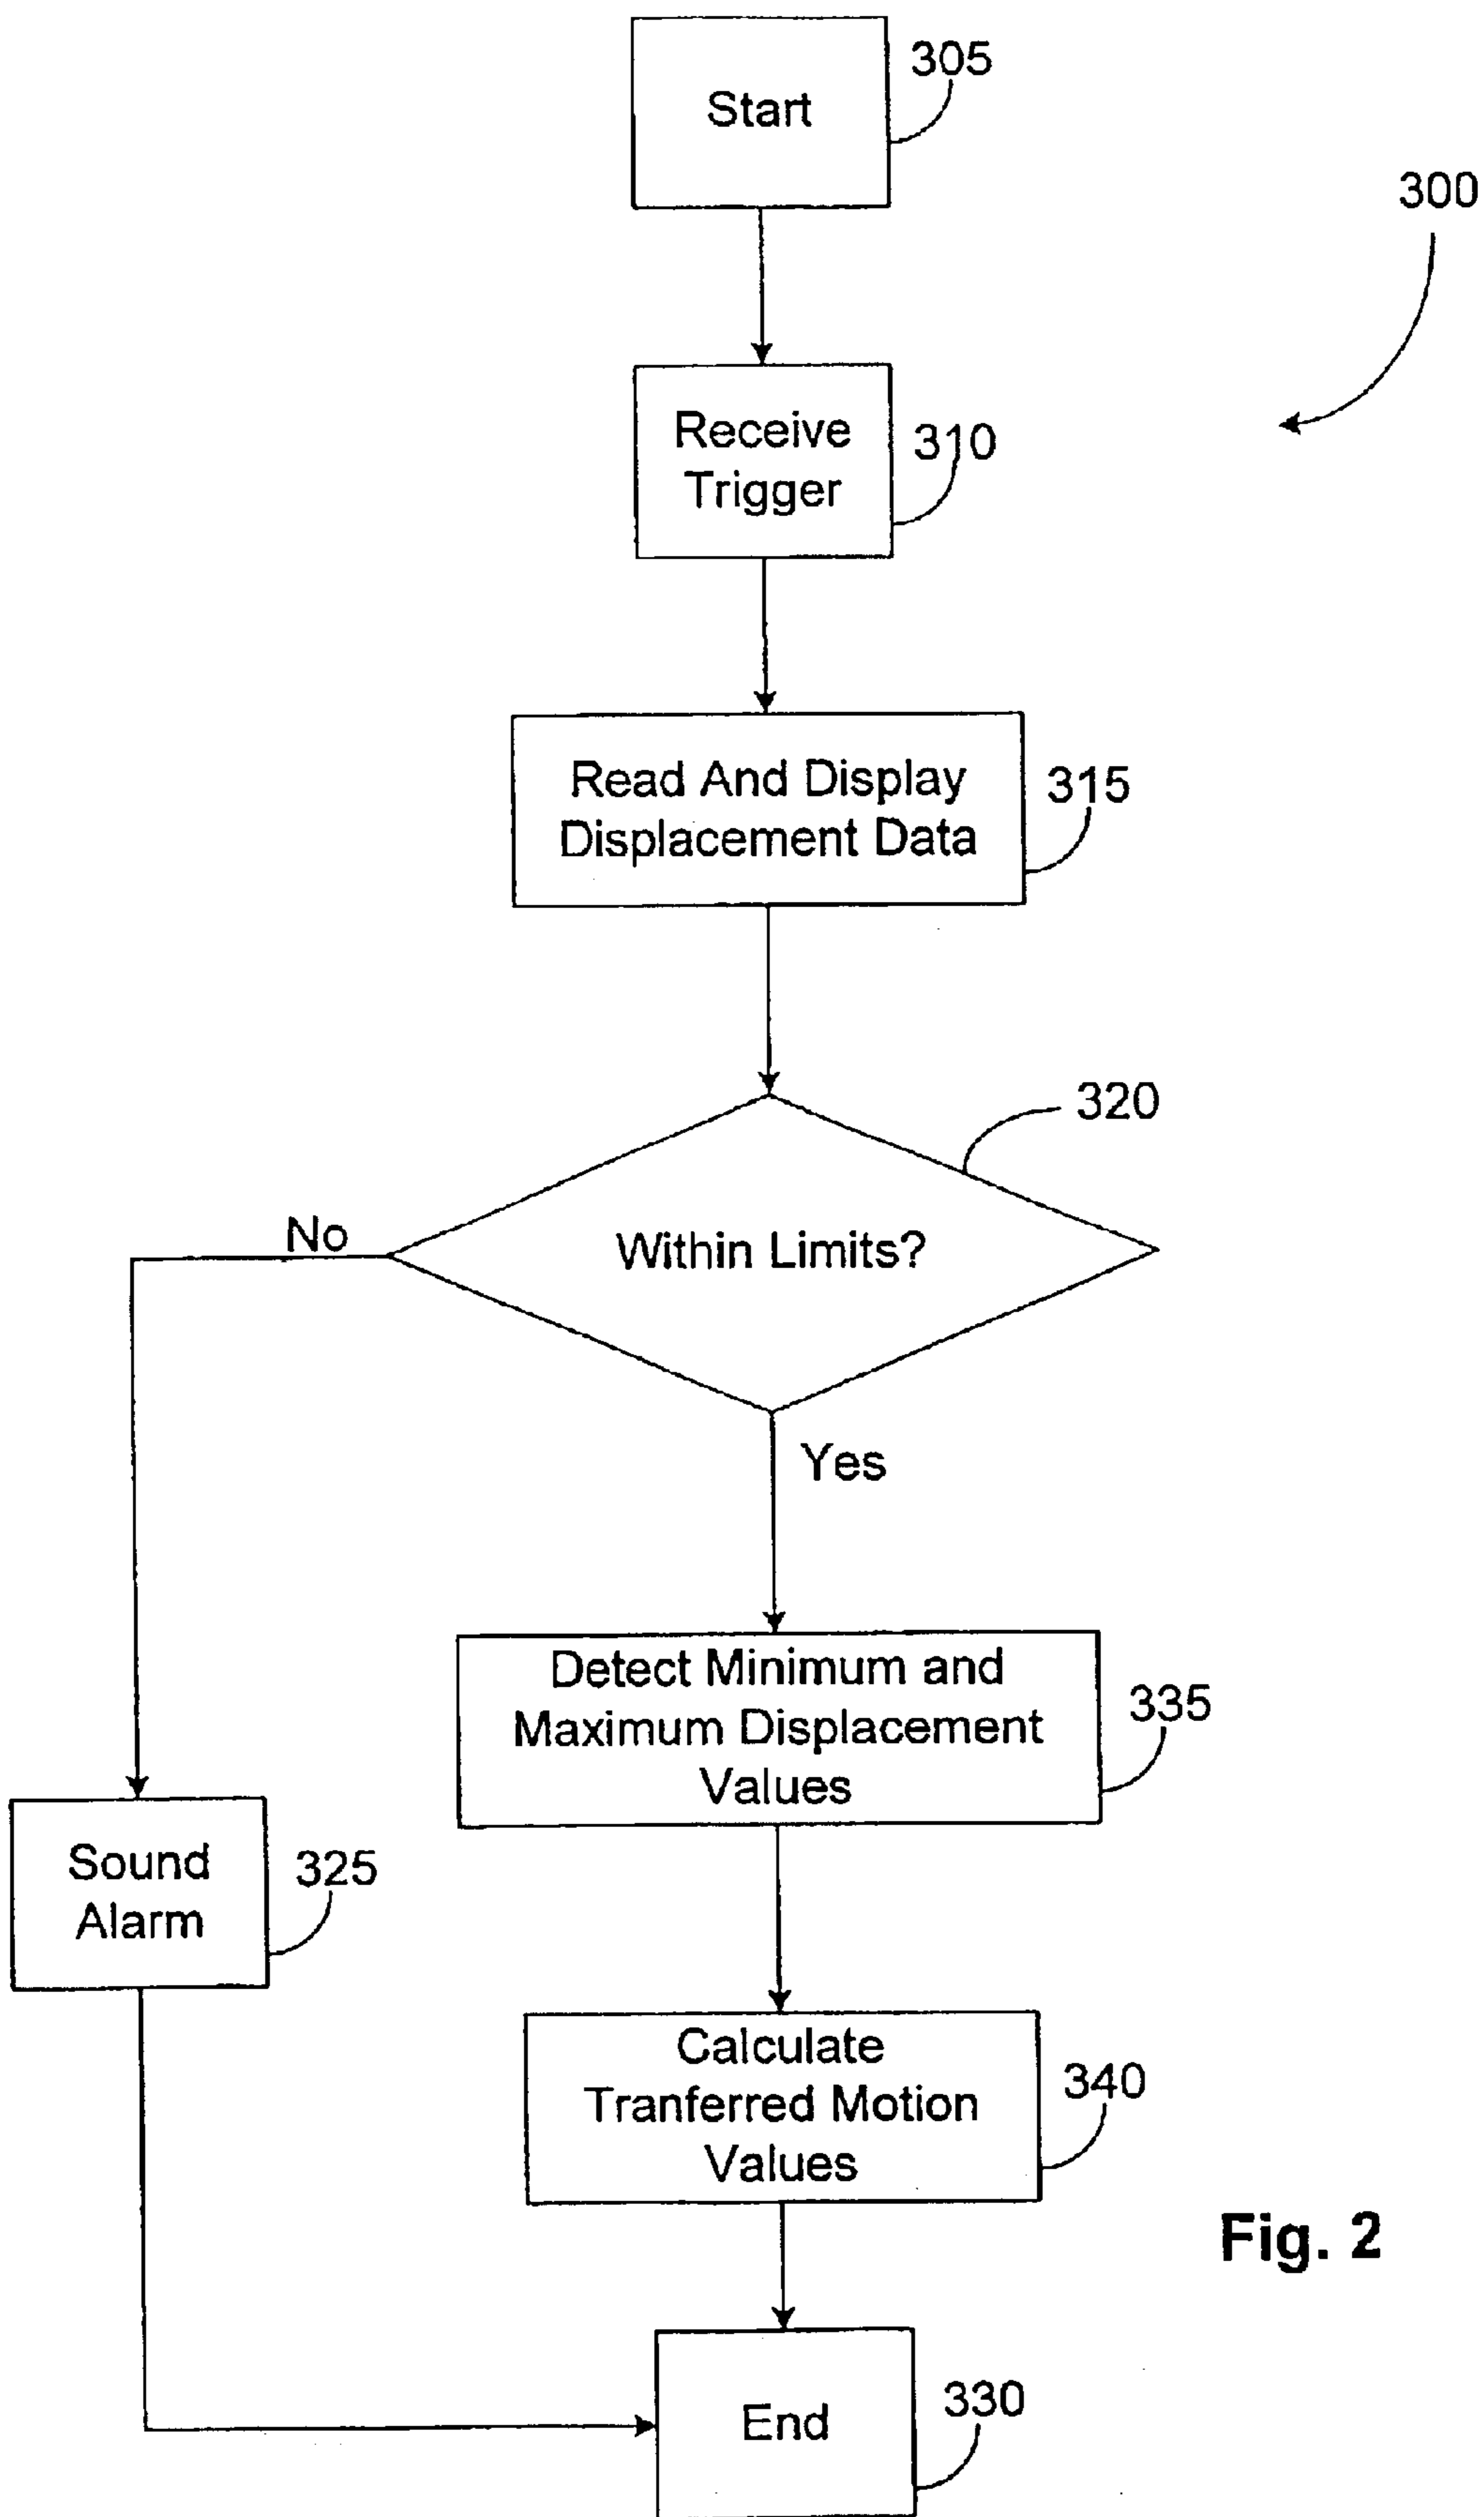 Start
305
300
Receive
Trigger
310
Read And Display
Displacement Data
315
320
Within Limits?
No
Yes
Detect Minimum and
Maximum Displacement
Values
335
Sound
Alarm
325
Calculate
Tranferred Motion
Values
340
Fig. 2
End
330